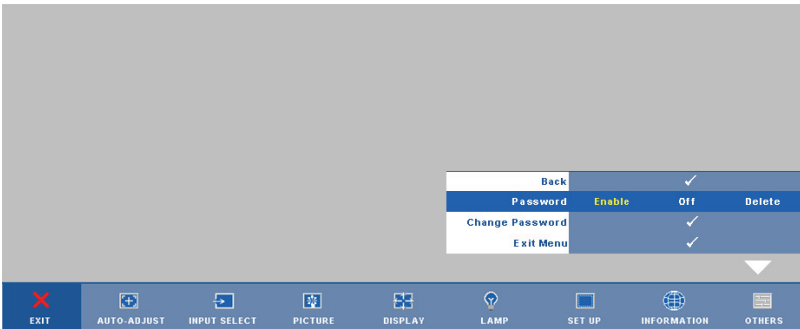 Back
Password Enable Off Delete
Change Password
Exit Menu
EXIT AUTO-ADJUST INPUT SELECT PICTURE DISPLAY LAMP SET UP INFORMATION OTHERS